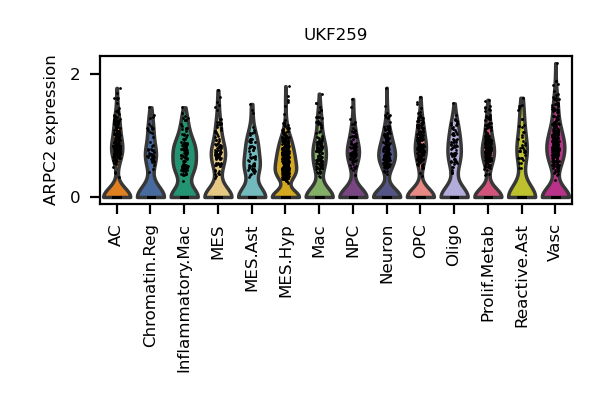 UKF259
ARPC2 expression
2
0
AC
Chromatin.Reg
Inflammatory.Mac
MES
MES.Ast
MES.Hyp
Mac
NPC
Neuron
OPC
Oligo
Prolif.Metab
Reactive.Ast
Vasc